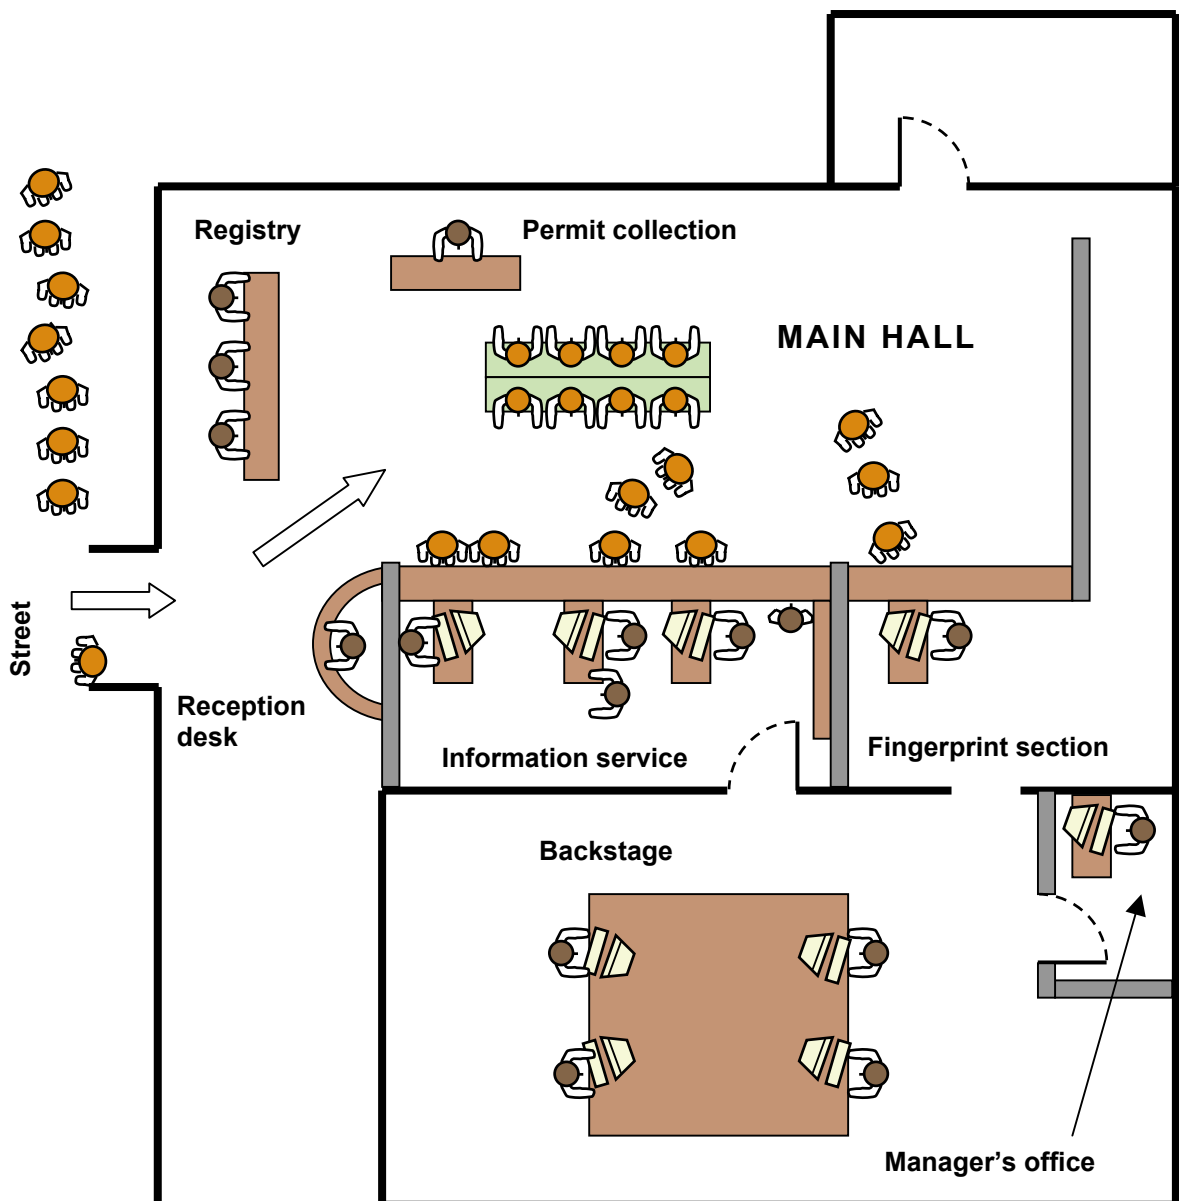 Registry
Permit collection
MAIN HALL
Street
Reception
desk
Information service
Fingerprint section
Backstage
Manager’s office